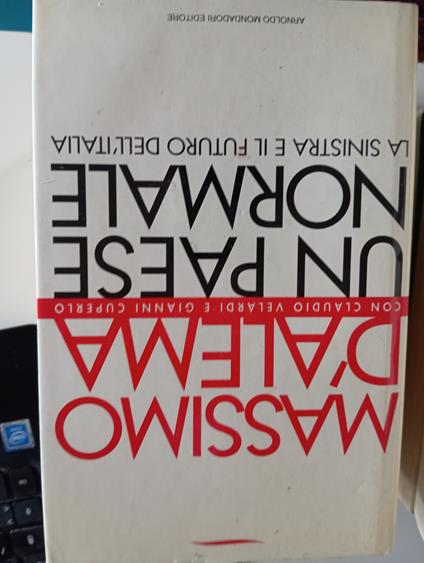 MASSIMO
D'ALEMA
CON CLAUDIO VELARDI E GIANNI CUPERLO
UN PAESE
NORMALE
LA SINISTRA E IL FUTURO DELL'ITALIA
ARNOLDO MONDADORI EDITORE